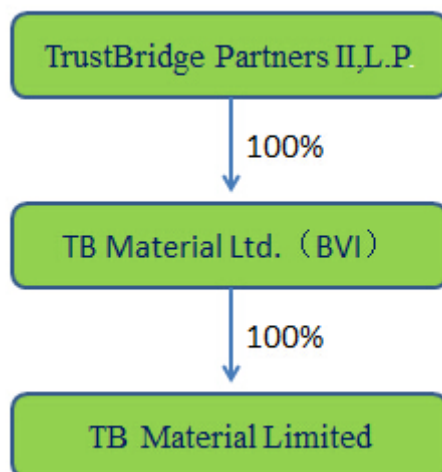 TrustBridge Partners II,L.P.
100%
TB Material Ltd.（BVI）
100%
TB Material Limited